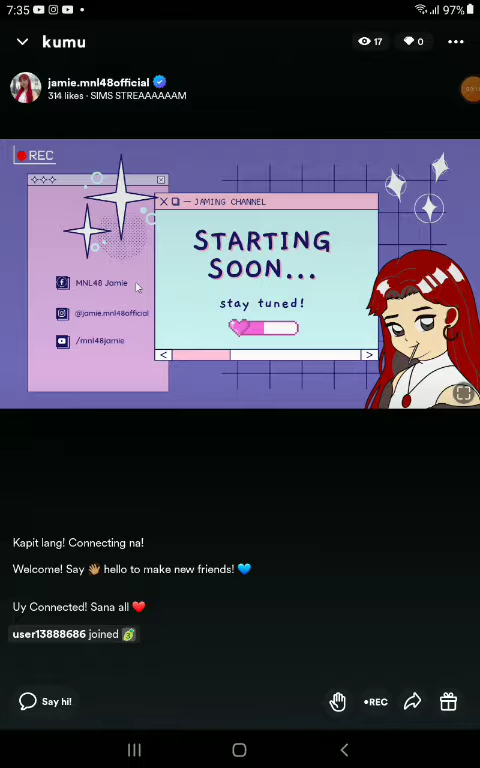 7:35
97%
kumu
17
0
jamie.mnl48official
314 likes · SIMS STREAAAAAM
REC
JAMING CHANNEL
STARTING
SOON...
stay tuned!
MNL48 Jamie
@jamie.mnl48official
/mnl48jamie
Kapit lang! Connecting na!
Welcome! Say 👋🏽 hello to make new friends! 💙
Uy Connected! Sana all ❤️
user13888686 joined
Say hi!
•REC